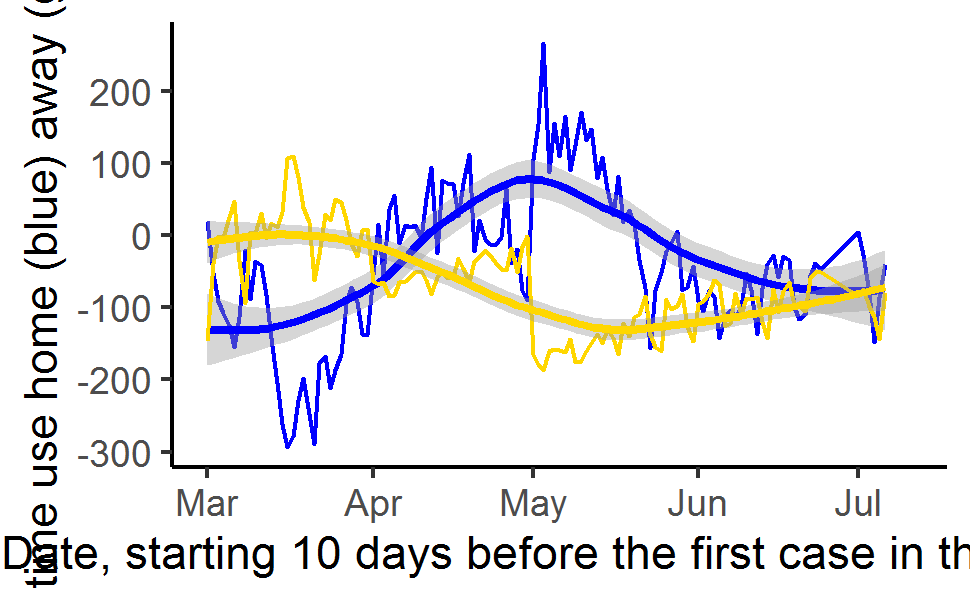 time use home (blue) away (
200
100
0
-100
-200
-300
Mar Apr May Jun Jul
Date, starting 10 days before the first case in th